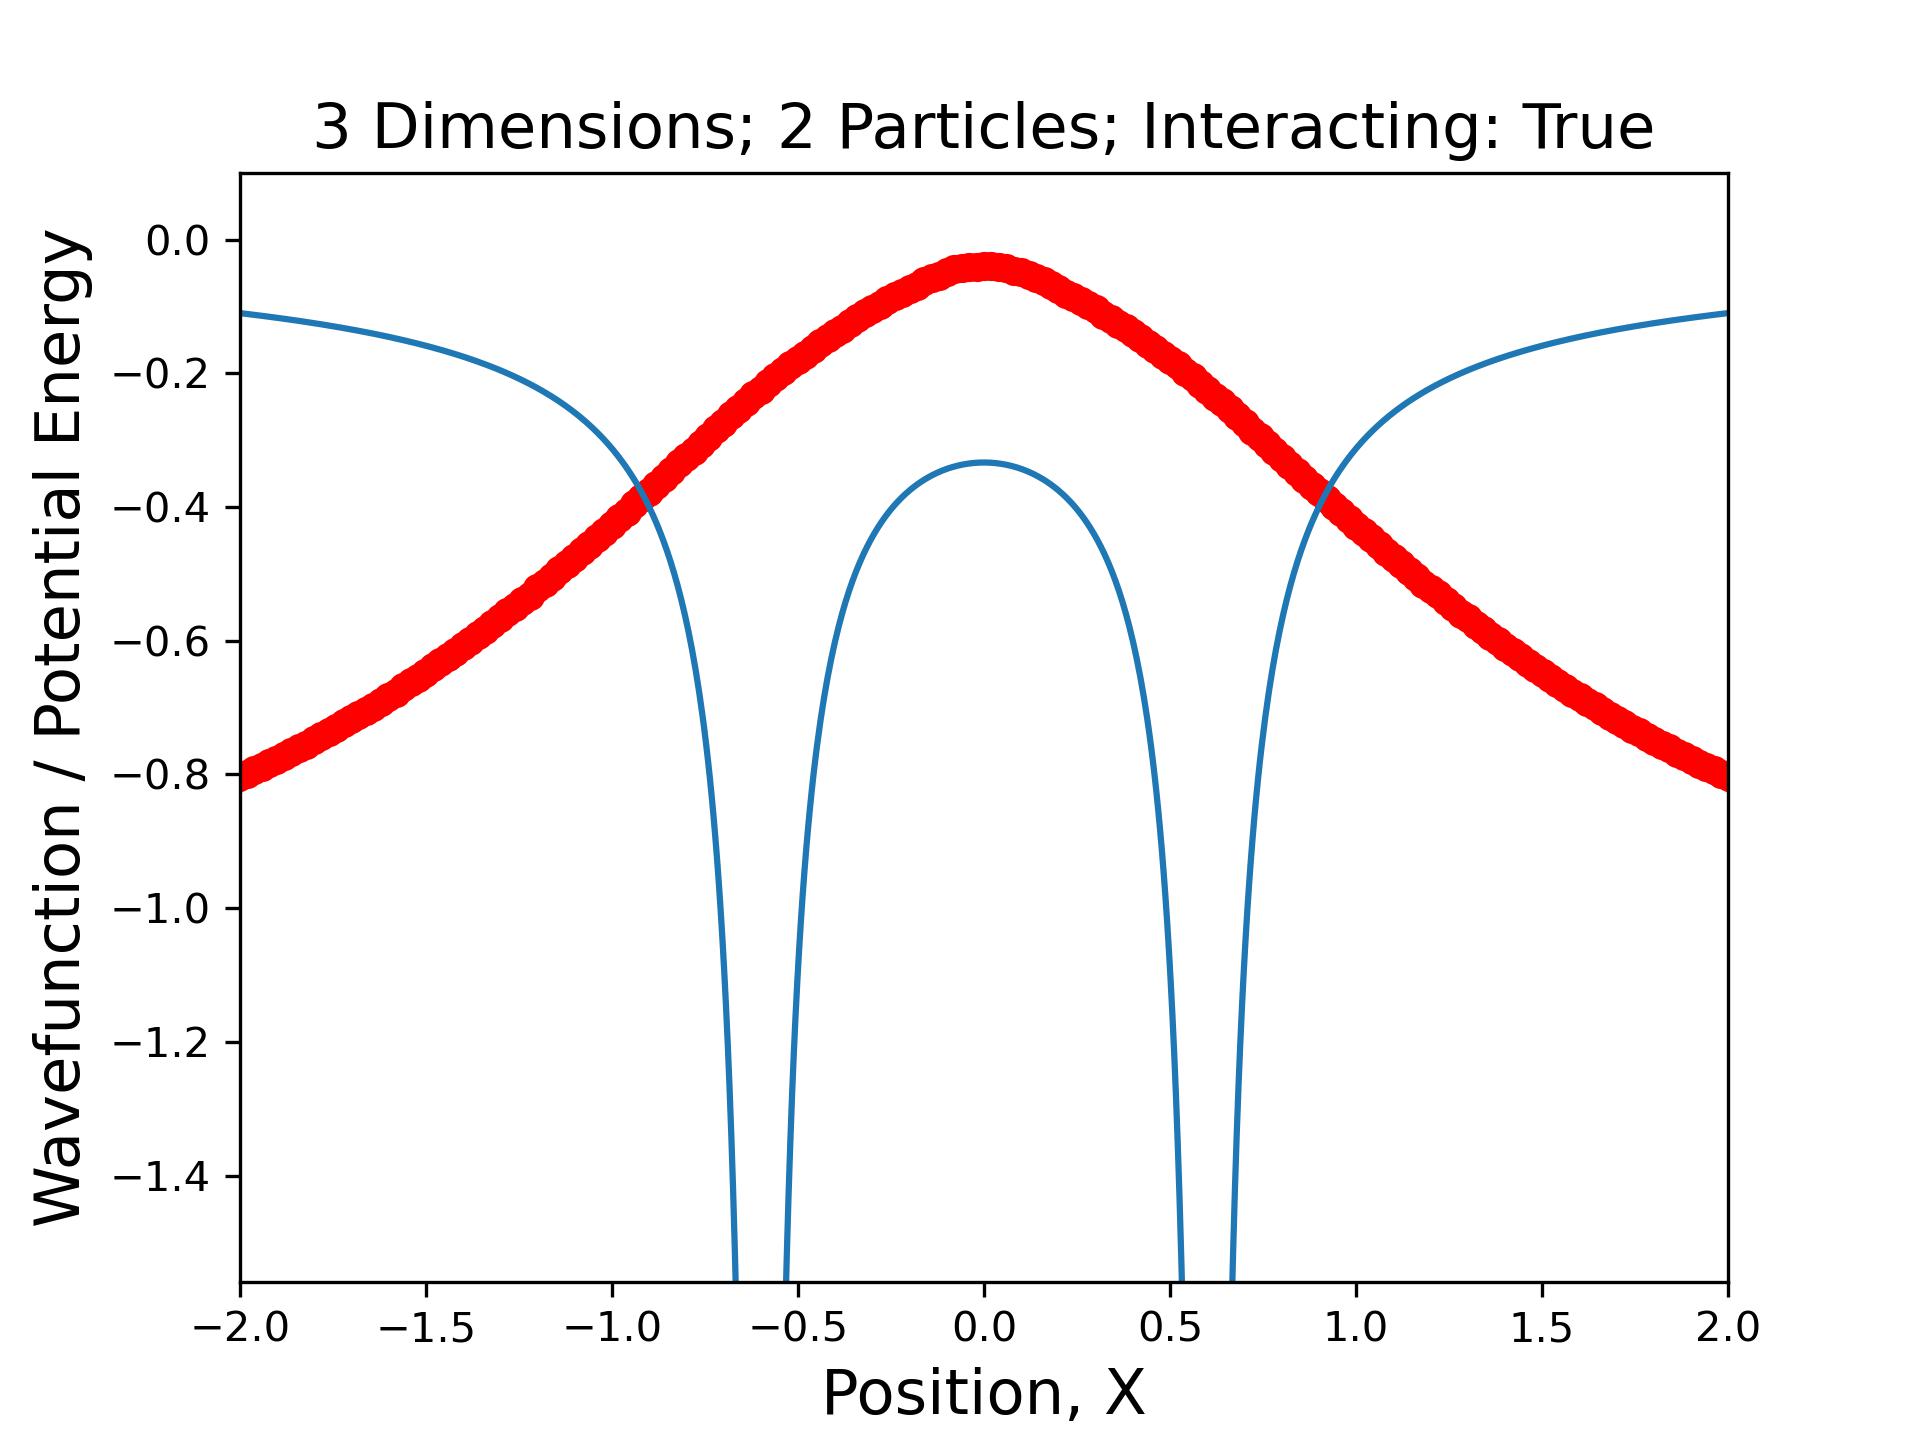 3 Dimensions; 2 Particles; Interacting: True
Wavefunction / Potential Energy
0.0
−0.2
−0.4
−0.6
−0.8
−1.0
−1.2
−1.4
−2.0 −1.5 −1.0 −0.5 0.0 0.5 1.0 1.5 2.0
Position, X